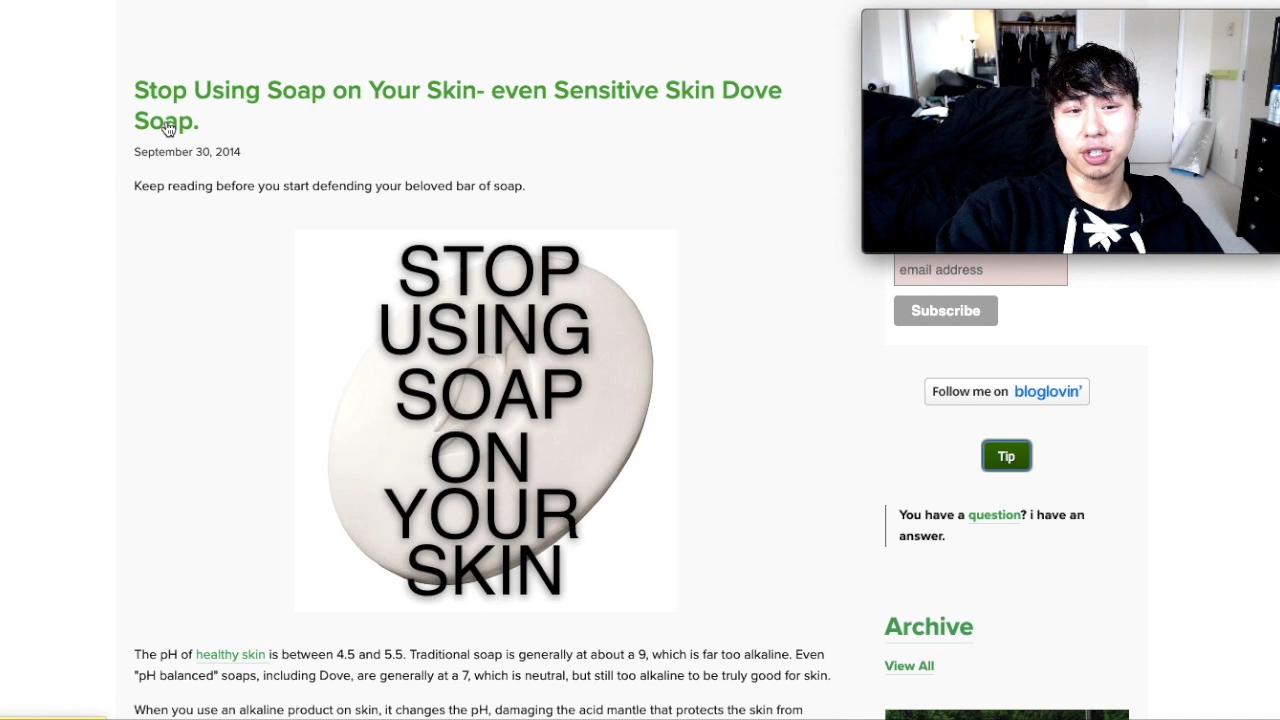 Stop Using Soap on Your Skin- even Sensitive Skin Dove
Soap.
September 30, 2014
Keep reading before you start defending your beloved bar of soap.
STOP
USING
SOAP
ON
YOUR
SKIN
The pH of healthy skin is between 4.5 and 5.5. Traditional soap is generally at about a 9, which is far too alkaline. Even
"pH balanced" soaps, including Dove, are generally at a 7, which is neutral, but still too alkaline to be truly good for skin.
When you use an alkaline product on skin, it changes the pH, damaging the acid mantle that protects the skin from
email address
Subscribe
Follow me on bloglovin'
Tip
You have a question? i have an
answer.
Archive
View All